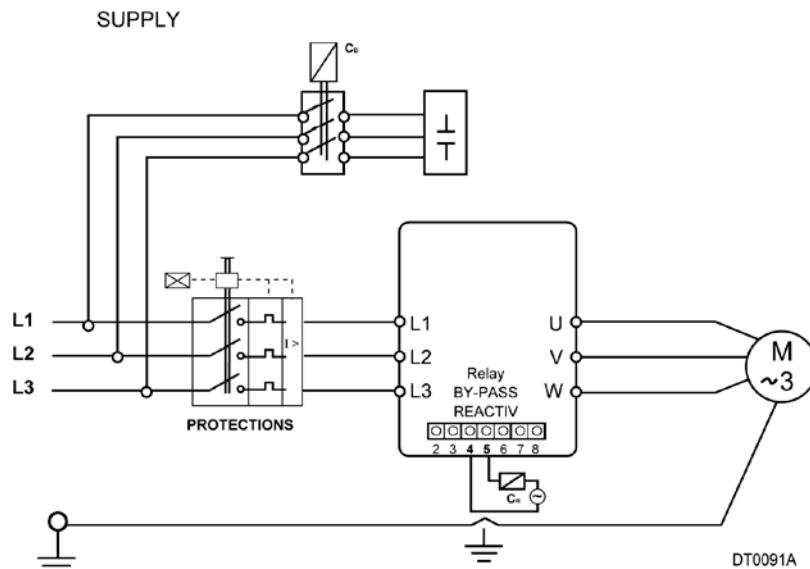 SUPPLY
L1
L2
L3
I >
PROTECTIONS
L1
L2
L3
U
V
W
Relay
BY-PASS
REACTIV
2 3 4 5 6 7 8
M
~3
DT0091A